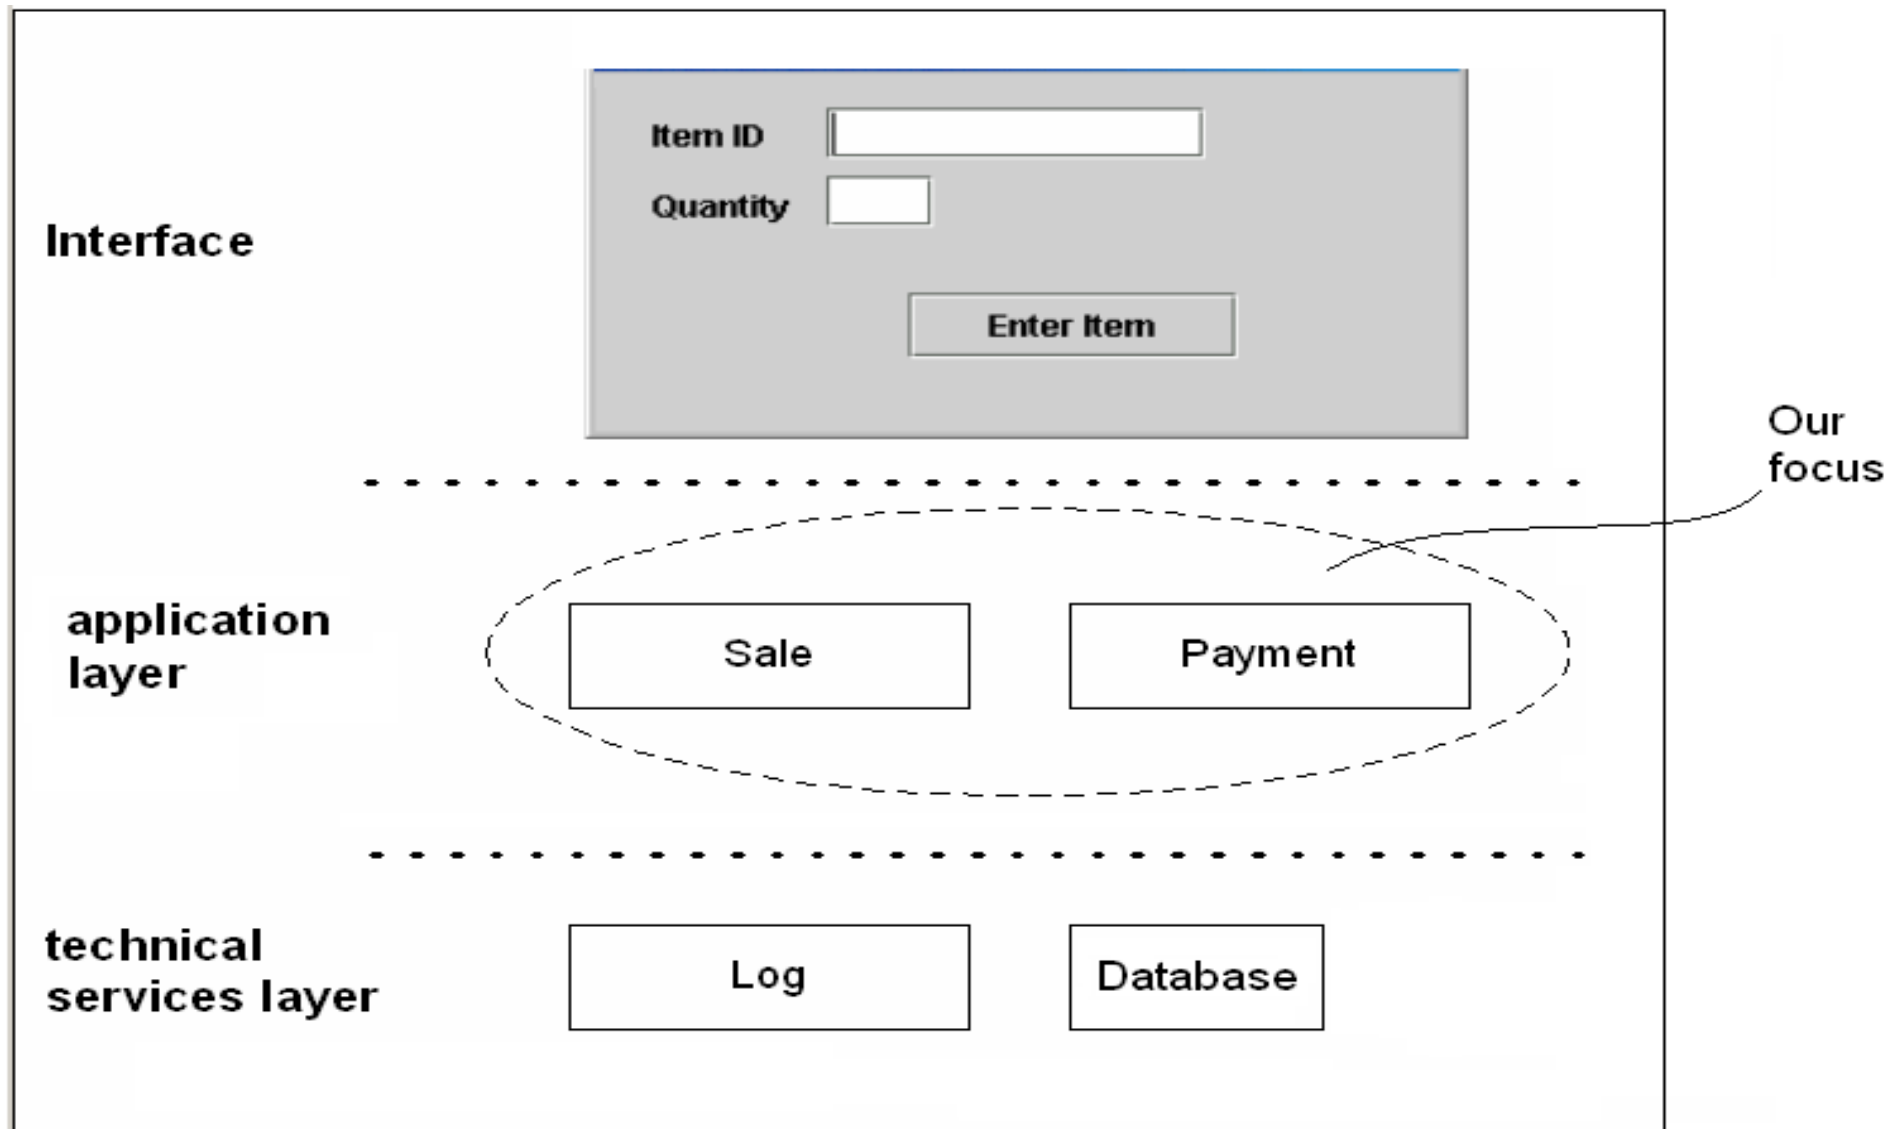 Item ID
Quantity
Interface
Enter Item
Our
focus
application
layer
Sale
Payment
technical
services layer
Log
Database